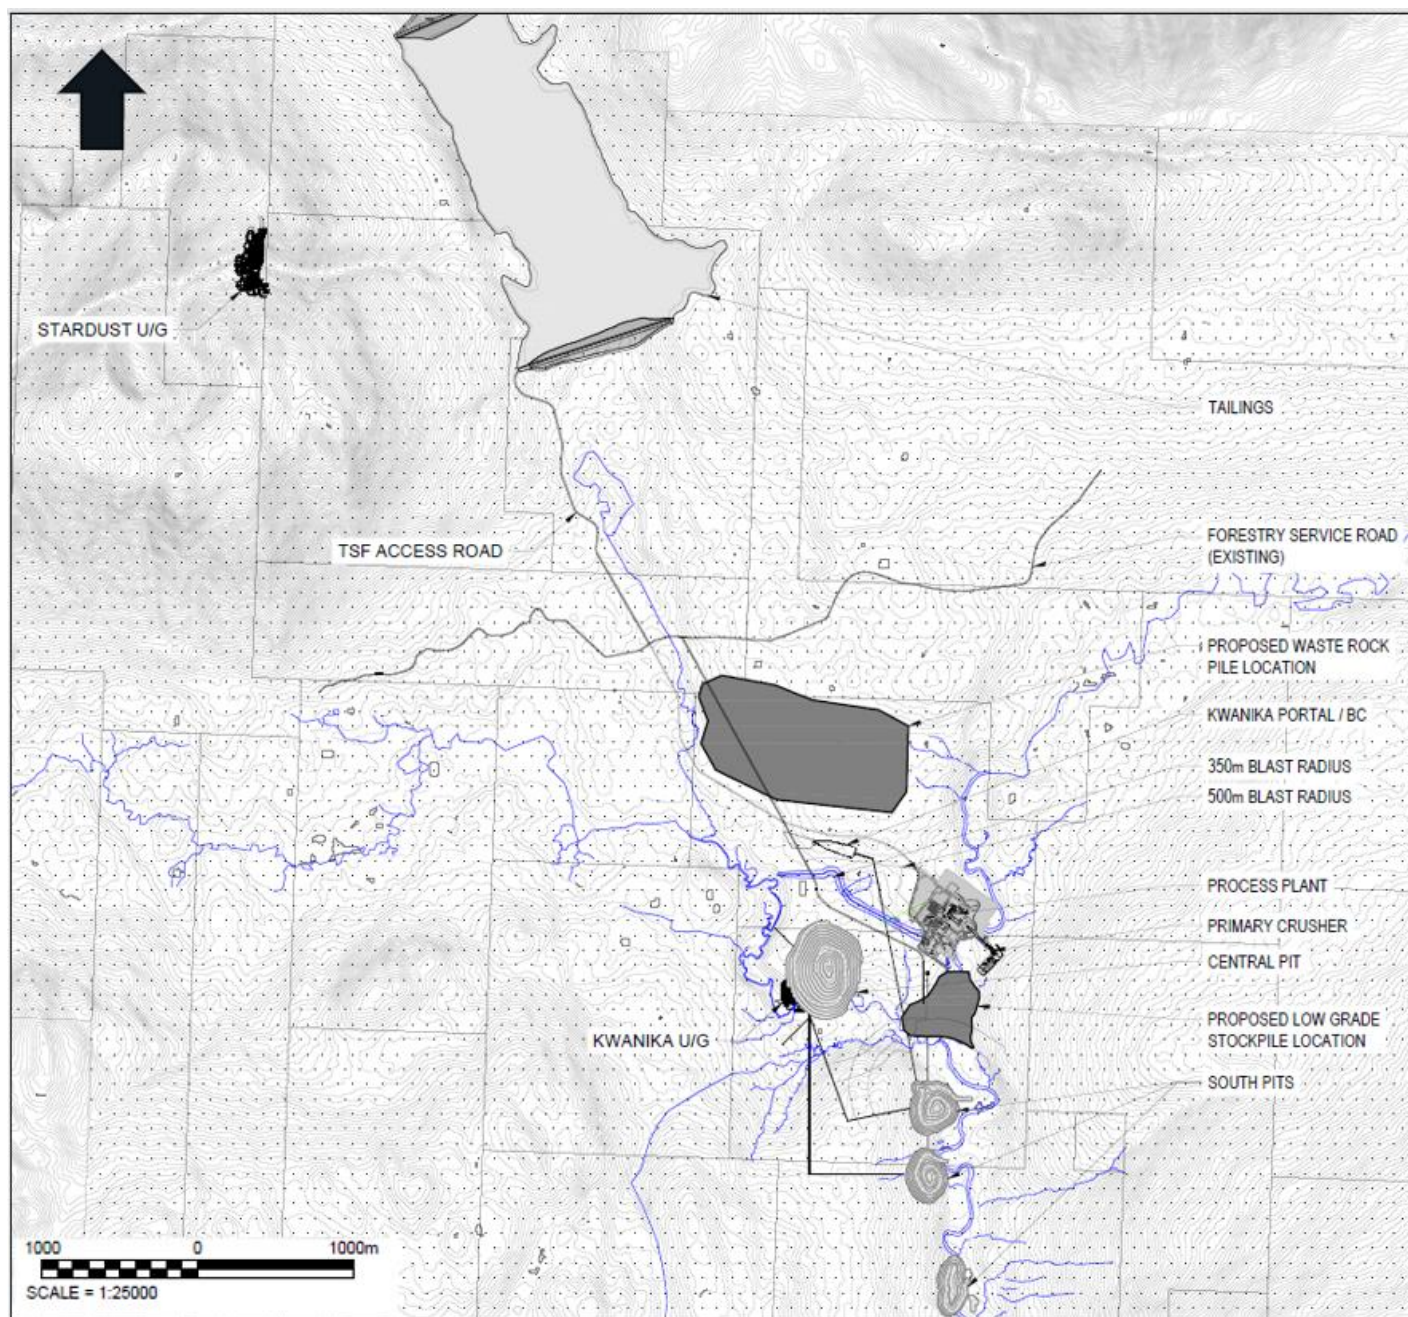 STARDUST U/G
TAILINGS
TSF ACCESS ROAD
FORESTRY SERVICE ROAD
(EXISTING)
PROPOSED WASTE ROCK
PILE LOCATION
KWANIKA PORTAL / BC
350m BLAST RADIUS
500m BLAST RADIUS
PROCESS PLANT
PRIMARY CRUSHER
CENTRAL PIT
PROPOSED LOW GRADE
STOCKPILE LOCATION
KWANIKA U/G
SOUTH PITS
1000 0 1000m
SCALE = 1:25000